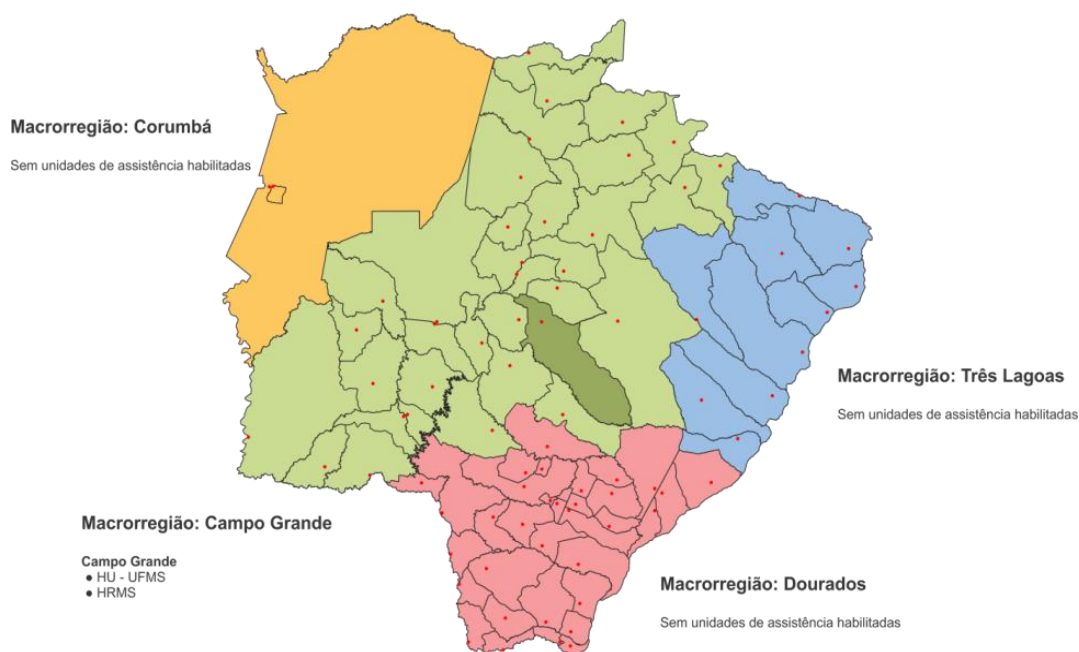 Macrorregião: Corumbá
Sem unidades de assistência habilitadas
Macrorregião: Três Lagoas
Sem unidades de assistência habilitadas
Macrorregião: Campo Grande
Campo Grande
● HU - UFMS
● HRMS
Macrorregião: Dourados
Sem unidades de assistência habilitadas